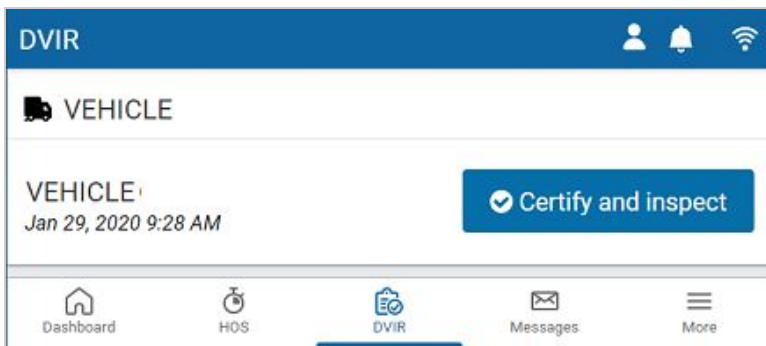 DVIR
VEHICLE
VEHICLE
Jan 29, 2020 9:28 AM
Certify and inspect
Dashboard
HOS
DVIR
Messages
More